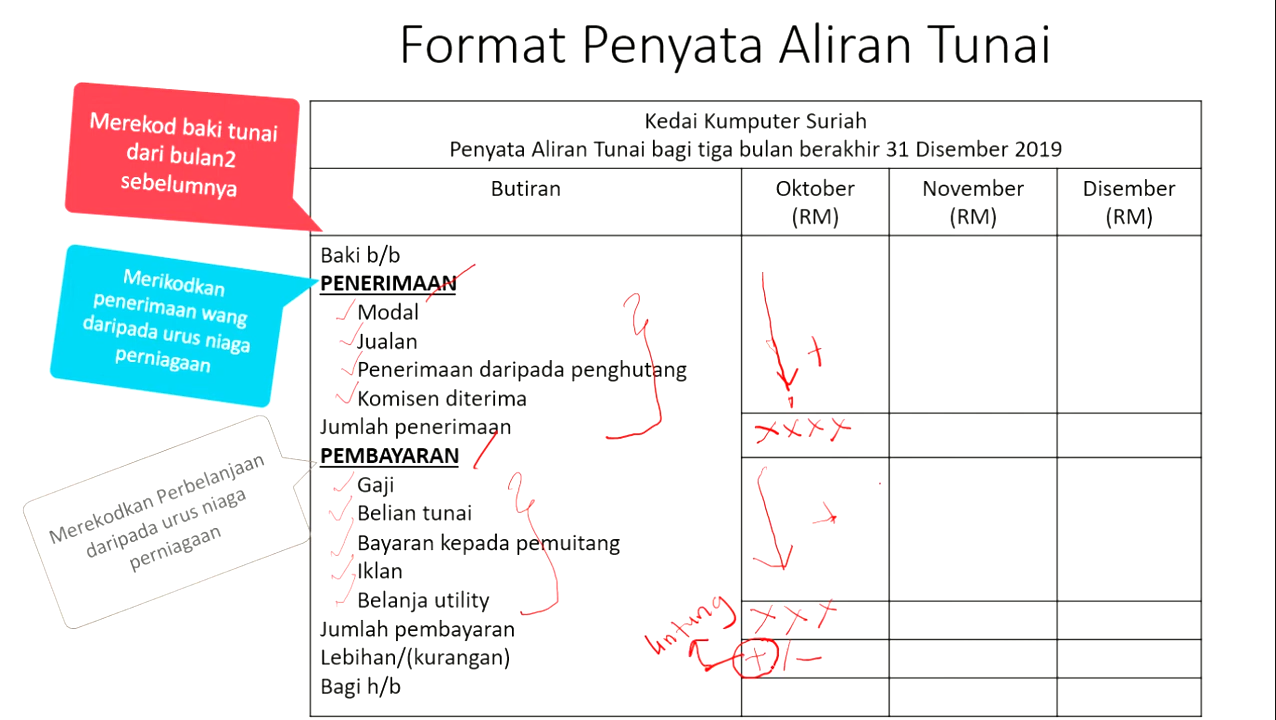 Format Penyata Aliran Tunai
Merekod baki tunai
dari bulan2
sebelumnya
Merikodkan
penerimaan wang
daripada urus niaga
perniagaan
Merekodkan Perbelanjaan
daripada urus niaga
perniagaan
Kedai Kumputer Suriah
Penyata Aliran Tunai bagi tiga bulan berakhir 31 Disember 2019
Butiran
Oktober
(RM)
November
(RM)
Disember
(RM)
Baki b/b
PENERIMAAN
Modal
Jualan
Penerimaan daripada penghutang
Komisen diterima
Jumlah penerimaan
PEMBAYARAN
Gaji
Belian tunai
Bayaran kepada pemuitang
Iklan
Belanja utility
Jumlah pembayaran
Lebihan/(kurangan)
Bagi h/b
+
xxxx
+
xxx
untung
+/-